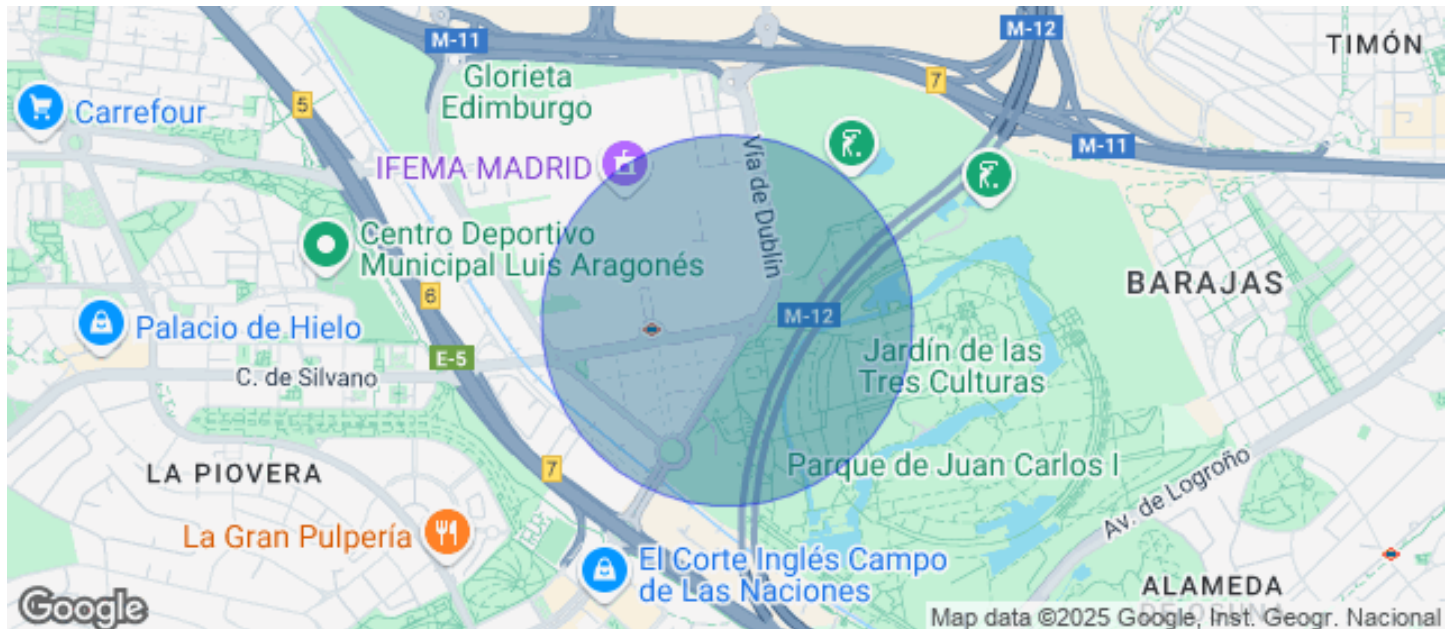 M-11
M-12
TIMÓN
Glorieta
Edimburgo
7
5
Carrefour
M-11
IFEMA MADRID
Vía de Dublín
Centro Deportivo
Municipal Luis Aragonés
BARAJAS
6
M-12
Palacio de Hielo
E-5
C. de Silvano
Jardín de las
Tres Culturas
LA PIOVERA
7
Parque de Juan Carlos I
Av. de Logroño
La Gran Pulpería
El Corte Inglés Campo
de Las Naciones
ALAMEDA
DE OSUNA
Google
Map data ©2025 Google, Inst. Geogr. Nacional